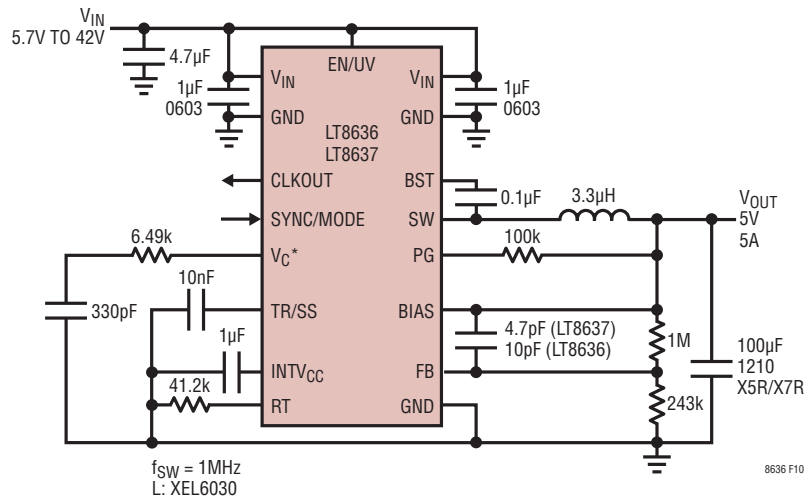 VIN
5.7V TO 42V
4.7µF
1µF
0603
VIN
GND
EN/UV
VIN
GND
1µF
0603
LT8636
LT8637
CLKOUT
BST
0.1µF
3.3µH
VOUT
5V
5A
SYNC/MODE
SW
6.49k
VC*
PG
100k
10nF
330pF
TR/SS
BIAS
4.7pF (LT8637)
10pF (LT8636)
1M
100µF
1210
X5R/X7R
1µF
INTVCC
FB
41.2k
RT
GND
243k
fSW = 1MHz
L: XEL6030
8636 F10